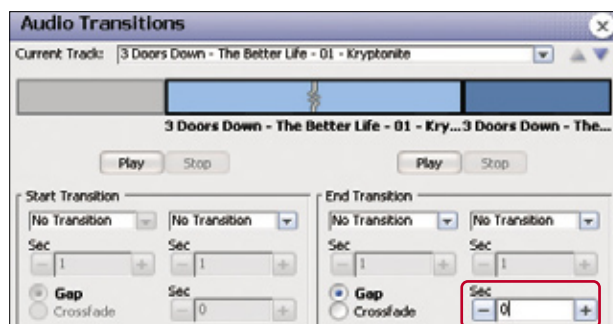 Audio Transitions
Current Track: 3 Doors Down - The Better Life - 01 - Kryptonite
3 Doors Down - The Better Life - 01 - Kry...3 Doors Down - The...
Play Stop Play Stop
Start Transition End Transition
No Transition No Transition No Transition No Transition
Sec Sec Sec Sec
- 1 + - 1 + - 1 + - 1 +
Gap Sec Gap Sec
Crossfade - 0 + Crossfade - 0 +